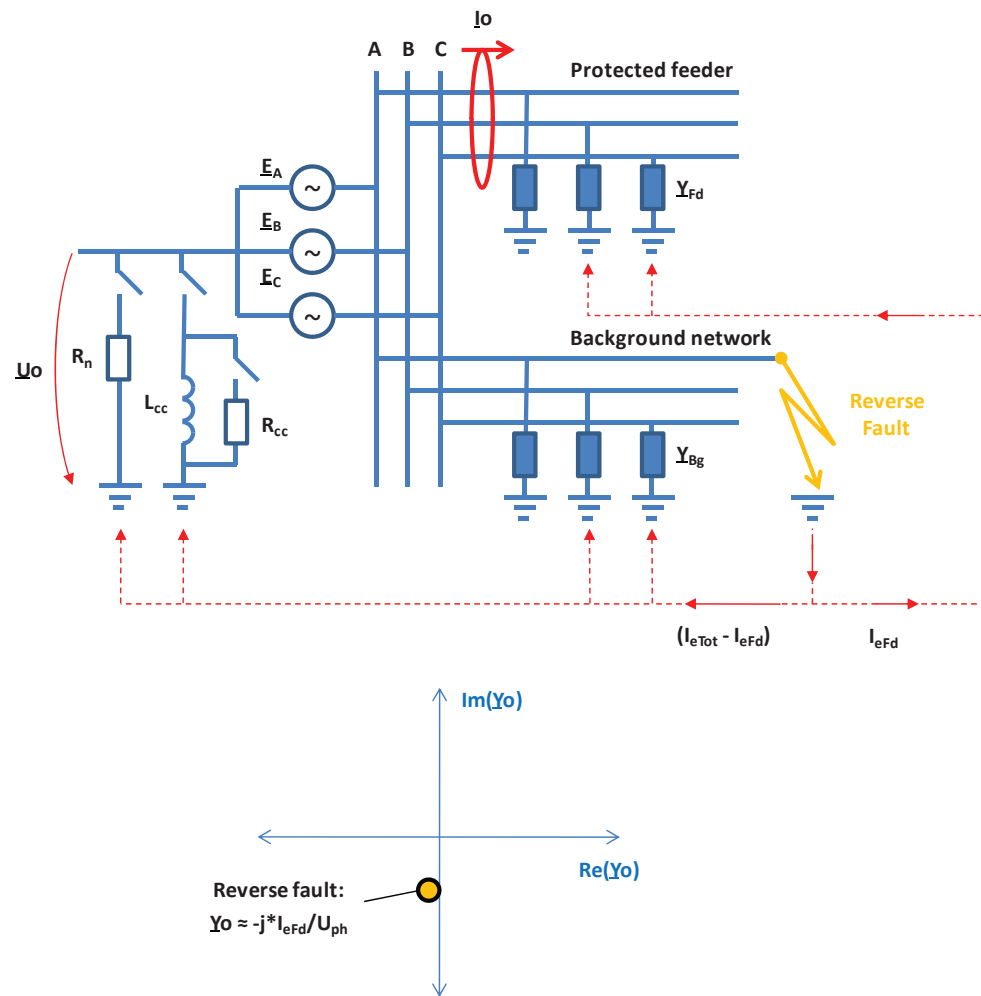 Io
A B C
Protected feeder
EA
~
YFd
EB
~
EC
~
Background network
Rn
Uo
Lcc
Rcc
Reverse
Fault
YBg
(IeTot - IeFd)
IeFd
Im(Yo)
Re(Yo)
Reverse fault:
Yo ≈ -j*IeFd/Uph